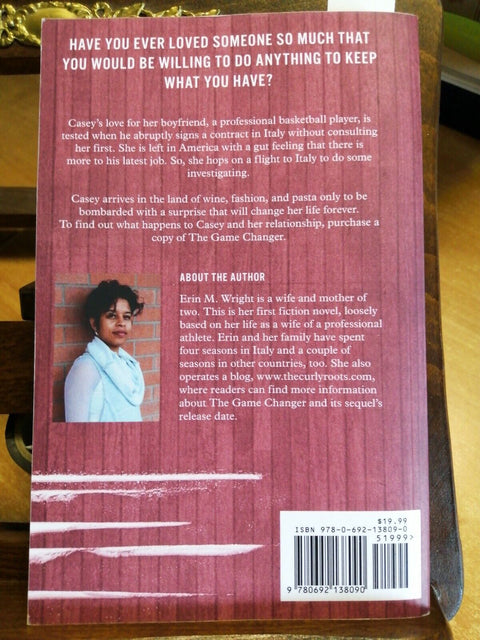 HAVE YOU EVER LOVED SOMEONE SO MUCH THAT
YOU WOULD BE WILLING TO DO ANYTHING TO KEEP
WHAT YOU HAVE?
Casey's love for her boyfriend, a professional basketball player, is
tested when he abruptly signs a contract in Italy without consulting
her first. She is left in America with a gut feeling that there is
more to his latest job. So, she hops on a flight to Italy to do some
investigating.
Casey arrives in the land of wine, fashion, and pasta only to be
bombarded with a surprise that will change her life forever.
To find out what happens to Casey and her relationship, purchase a
copy of The Game Changer.
ABOUT THE AUTHOR
Erin M. Wright is a wife and mother of
two. This is her first fiction novel, loosely
based on her life as a wife of a professional
athlete. Erin and her family have spent
four seasons in Italy and a couple of
seasons in other countries, too. She also
operates a blog, www.thecurlyroots.com,
where readers can find more information
about The Game Changer and its sequel's
release date.
$19.99
ISBN 978-0-692-13809-0
51999>
9 780692 138090